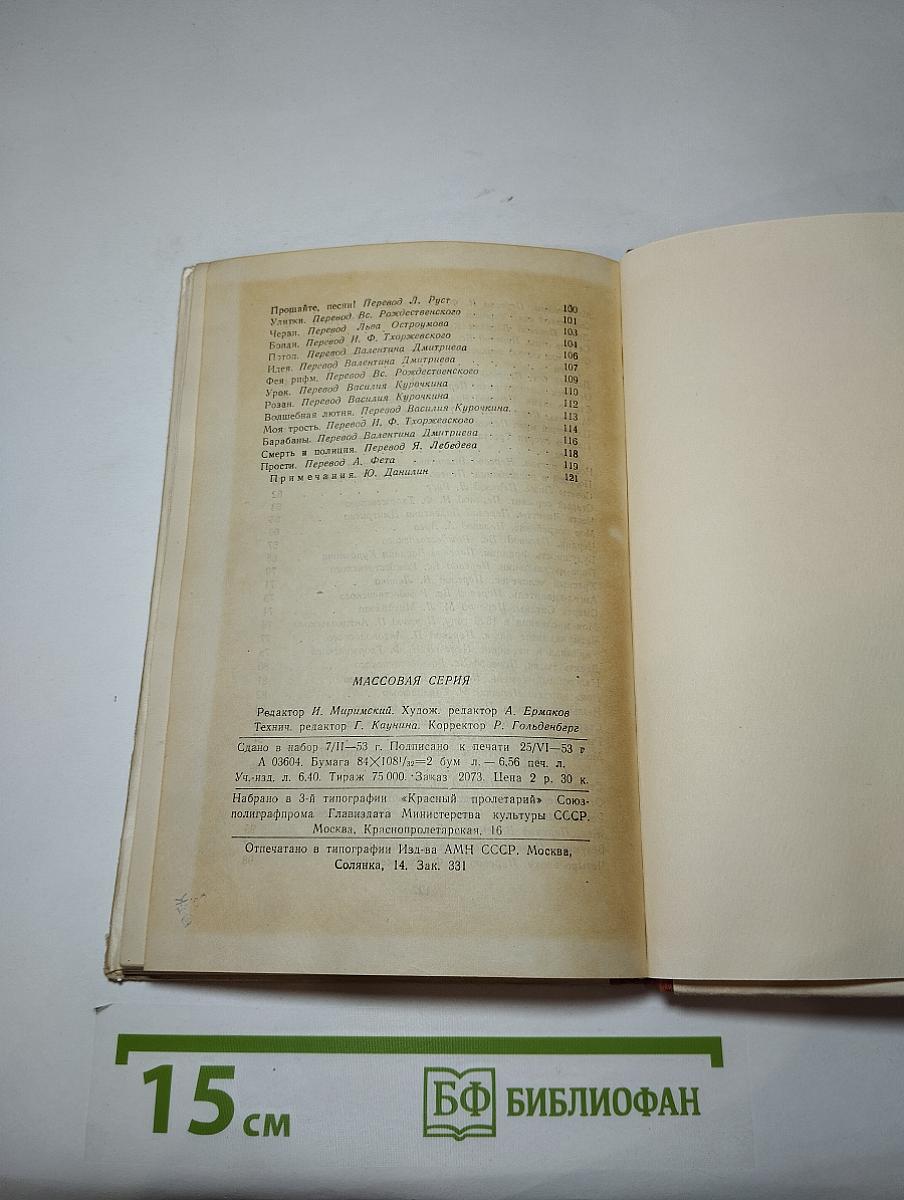 Прощайте, песни! Перевод Л. Руст 100
Улитки. Перевод Вс. Рождественского 101
Черви. Перевод Льва Остроумова 103
Бонди. Перевод И. Ф. Тхоржевского 104
Потоп. Перевод Валентина Дмитриева 106
Идея. Перевод Валентина Дмитриева 107
Фея рифм. Перевод Вс. Рождественского 109
Урок. Перевод Василия Курочкина 110
Розан. Перевод Василия Курочкина 112
Волшебная лютня. Перевод Василия Курочкина. 113
Моя трость. Перевод И. Ф. Тхоржевского 114
Барабаны. Перевод Валентина Дмитриева 116
Смерть и полиция. Перевод Я. Лебедева 118
Прости. Перевод А. Фета 119
Примечания. Ю. Данилин 121
МАССОВАЯ СЕРИЯ
Редактор И. Миримский. Худож. редактор А. Ермаков
Технич. редактор Г. Каунина. Корректор Р. Гольденберг
Сдано в набор 7/II—53 г. Подписано к печати 25/VI—53 г
А 03604. Бумага 84×108¹/₃₂=2 бум л.—6,56 печ. л.
Уч.-изд. л. 6.40. Тираж 75 000. Заказ 2073. Цена 2 р. 30 к.
Набрано в 3-й типографии «Красный пролетарий» Союз-
полиграфпрома Главиздата Министерства культуры СССР.
Москва, Краснопролетарская, 16
Отпечатано в типографии Изд-ва АМН СССР. Москва,
Солянка, 14. Зак. 331
15 см БФ БИБЛИОФАН